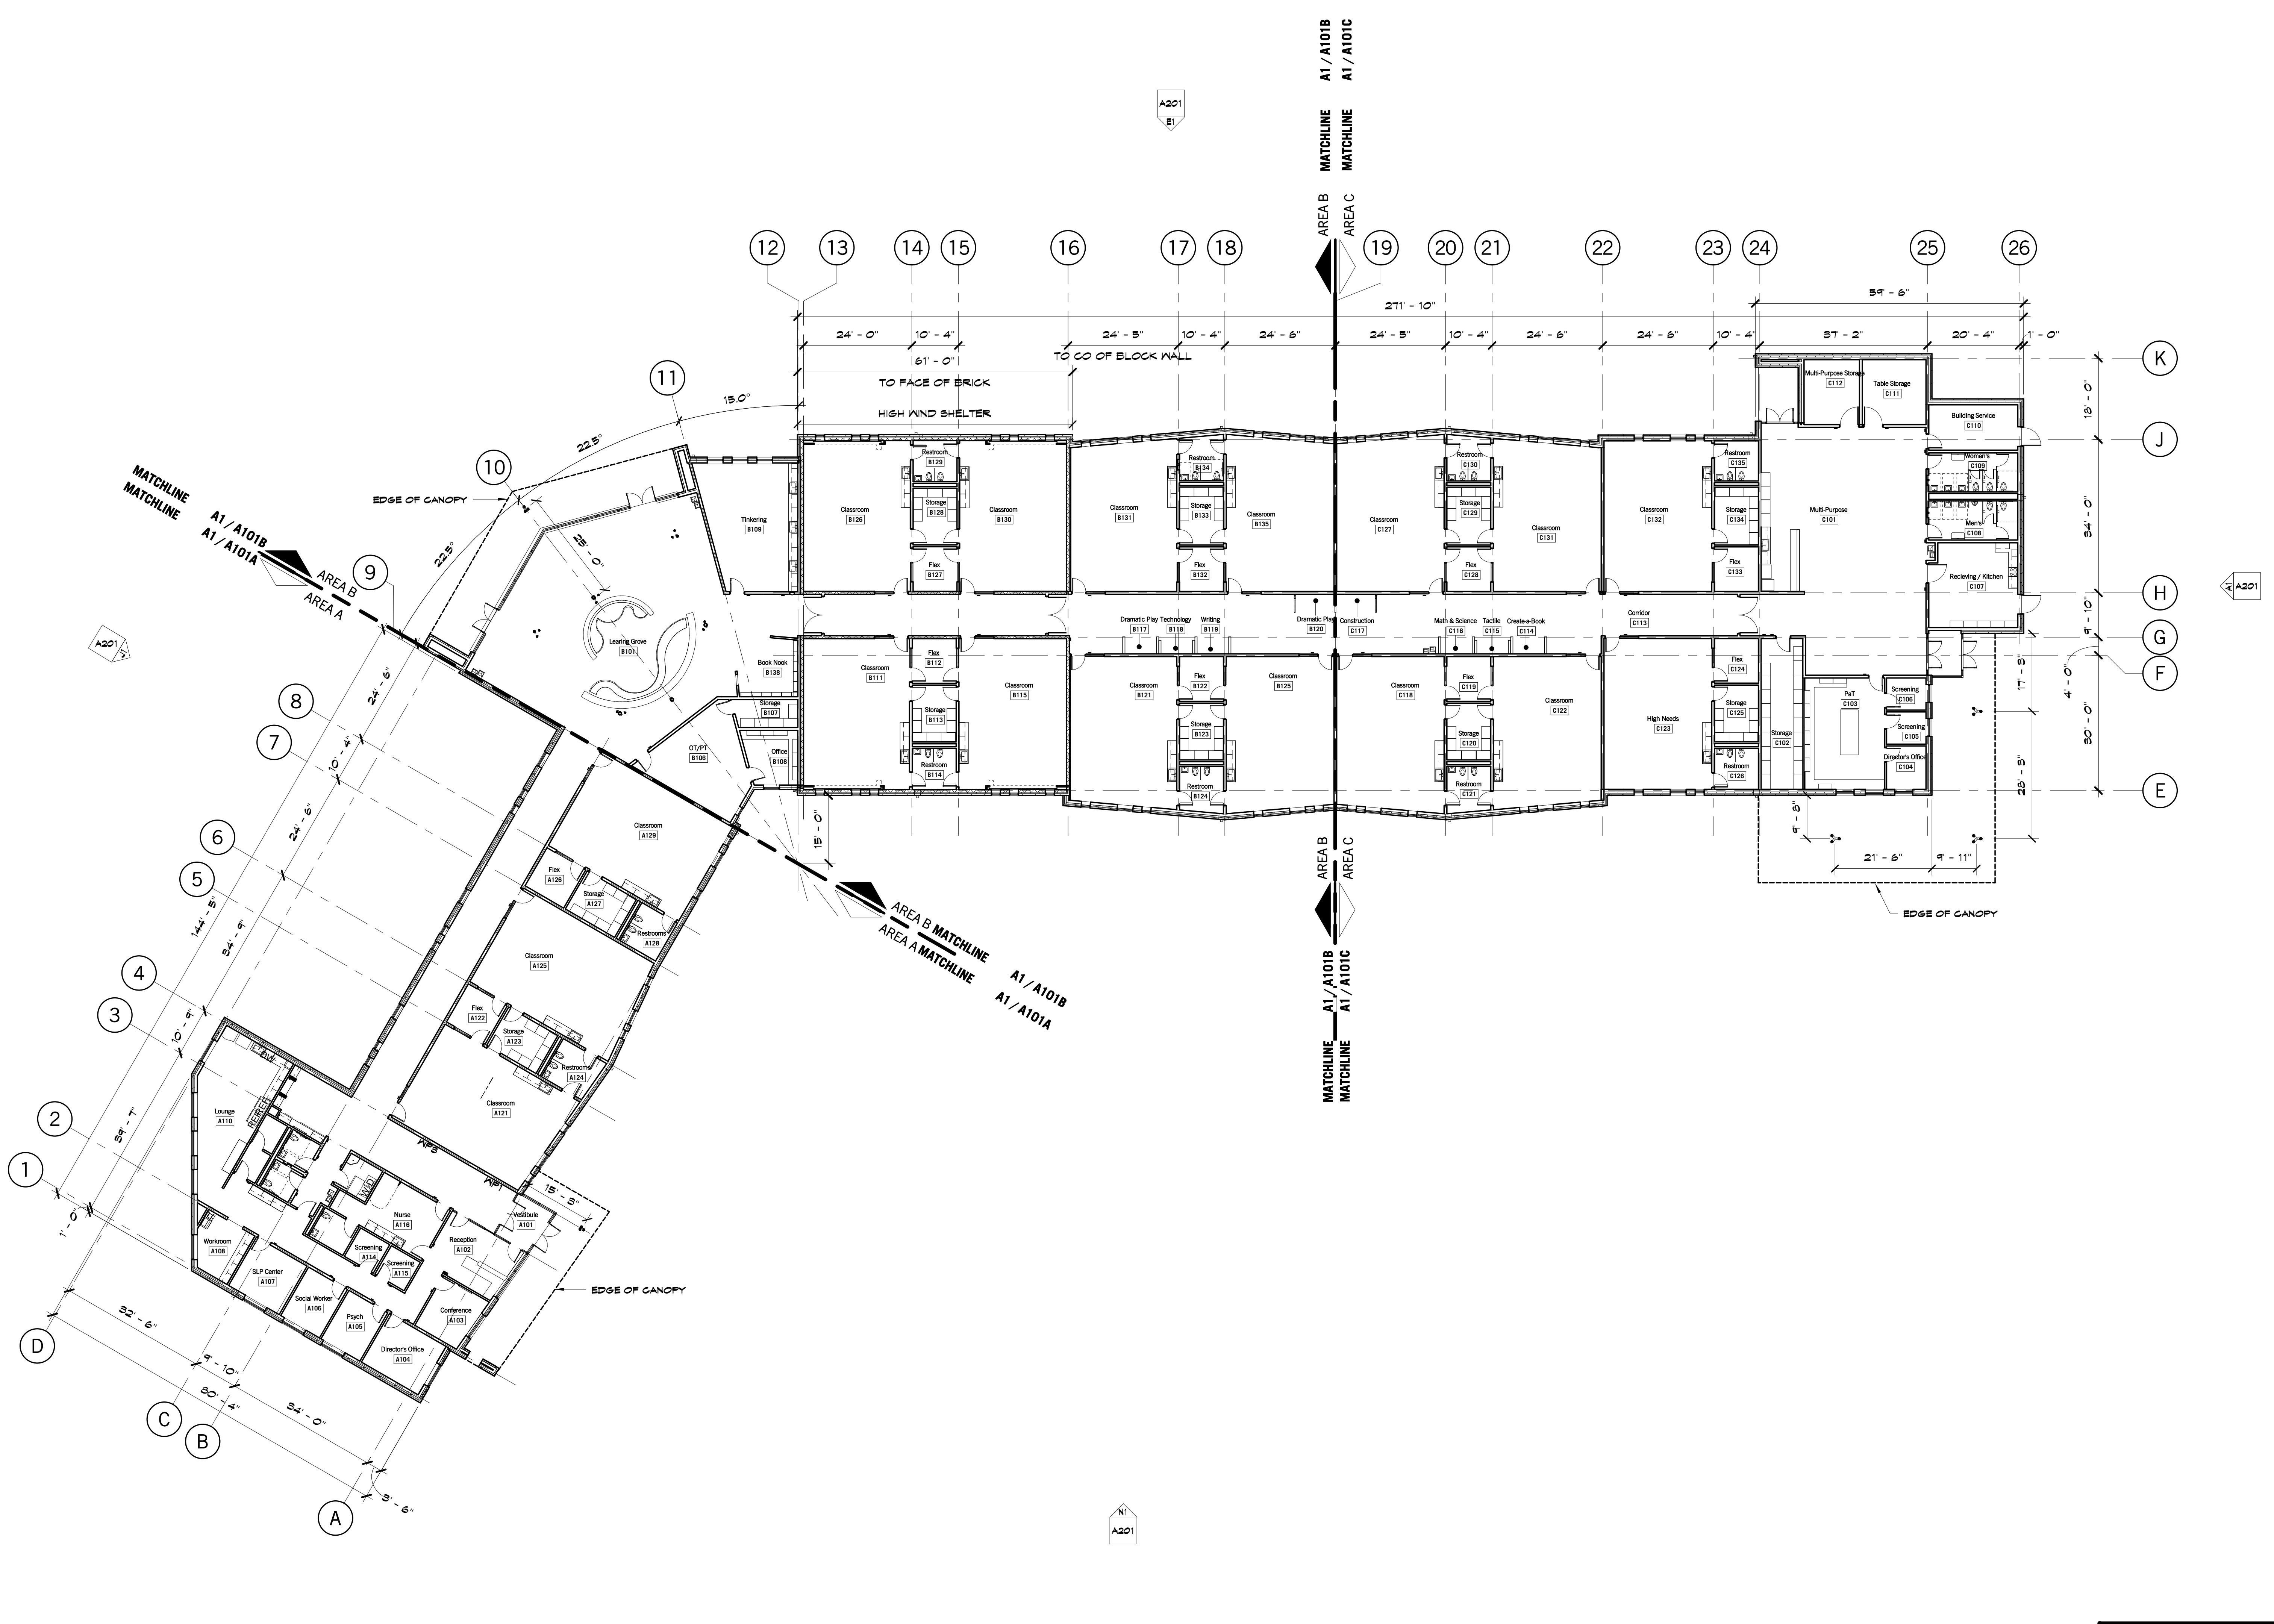 A1 / A101B
A1 / A101C
MATCHLINE
MATCHLINE
AREA B
AREA C
A201
E1
12
13
14
15
16
17
18
19
20
21
22
23
24
25
26
271' - 10"
59' - 6"
24' - 0"
10' - 4"
24' - 5"
10' - 4"
24' - 6"
24' - 5"
10' - 4"
24' - 6"
24' - 6"
10' - 4"
37' - 2"
20' - 4"
1' - 0"
61' - 0"
TO CO OF BLOCK WALL
TO FACE OF BRICK
HIGH WIND SHELTER
15.0°
22.5°
22.5°
11
10
9
EDGE OF CANOPY
25' - 0"
MATCHLINE
MATCHLINE
A1 / A101B
A1 / A101A
AREA B
AREA A
A201
K
J
H
G
F
E
18' - 0"
34' - 0"
9' - 10"
4' - 0"
30' - 0"
17' - 5"
A1
A201
Multi-Purpose Storage
C112
Table Storage
C111
Building Service
C110
Women's
C109
Men's
C108
Recieving / Kitchen
C107
Multi-Purpose
C101
Tinkering
B109
Classroom
B126
Restroom
B129
Storage
B128
Flex
B127
Classroom
B130
Classroom
B131
Restroom
B134
Storage
B133
Flex
B132
Classroom
B135
Classroom
C127
Restroom
C130
Storage
C129
Flex
C128
Classroom
C131
Classroom
C132
Restroom
C135
Storage
C134
Flex
C133
Learing Grove
B101
Book Nook
B138
Storage
B107
OT/PT
B106
Office
B108
Dramatic Play
B117
Technology
B118
Writing
B119
Dramatic Play
B120
Construction
C117
Math & Science
C116
Tactile
C115
Create-a-Book
C114
Corridor
C113
Classroom
B111
Flex
B112
Storage
B113
Restroom
B114
Classroom
B115
Classroom
B121
Flex
B122
Storage
B123
Restroom
B124
Classroom
B125
Classroom
C118
Flex
C119
Storage
C120
Restroom
C121
Classroom
C122
High Needs
C123
Flex
C124
Storage
C125
Restroom
C126
Storage
C102
PaT
C103
Screening
C106
Screening
C105
Director's Office
C104
15' - 0"
9' - 8"
21' - 6"
9' - 11"
EDGE OF CANOPY
AREA B
AREA C
A1 / A101B
A1 / A101C
MATCHLINE
MATCHLINE
AREA B MATCHLINE
A1 / A101B
AREA A MATCHLINE
A1 / A101A
8
7
6
5
4
3
2
1
24' - 6"
10' - 4"
24' - 6"
144' - 5"
34' - 9"
10' - 9"
39' - 7"
1' - 0"
Classroom
A129
Flex
A126
Storage
A127
Restrooms
A128
Classroom
A125
Flex
A122
Storage
A123
Restrooms
A124
Classroom
A121
WP3
WP1
DW
REF
REF
Lounge
A110
W/D
Nurse
A116
Vestibule
A101
15' - 3"
Reception
A102
Workroom
A108
Screening
A114
Screening
A115
SLP Center
A107
Social Worker
A106
Psych
A105
Conference
A103
Director's Office
A104
EDGE OF CANOPY
D
C
B
A
32' - 6"
9' - 10"
80' - 4"
34' - 0"
3' - 6"
N1
A201